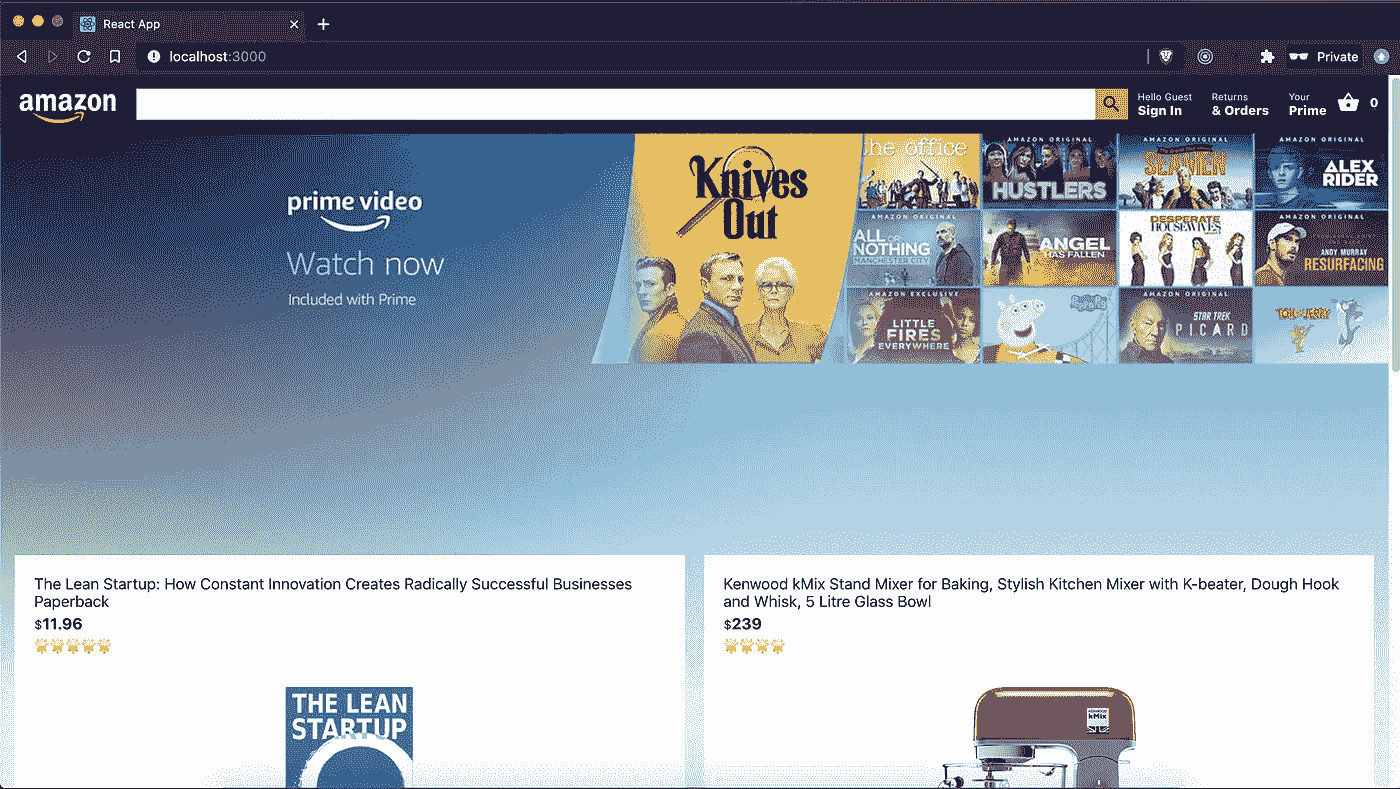 React App
localhost:3000
Private
amazon
Hello Guest
Sign In
Returns
& Orders
Your
Prime
0
prime video
Watch now
Included with Prime
Knives
Out
the office
AMAZON ORIGINAL
HUSTLERS
AMAZON ORIGINAL
SEAMEN
AMAZON ORIGINAL
ALEX
RIDER
AMAZON ORIGINAL
ALL OR
NOTHING
MANCHESTER CITY
ANGEL
HAS FALLEN
DESPERATE
HOUSEWIVES
AMAZON ORIGINAL
ANDY MURRAY
RESURFACING
AMAZON EXCLUSIVE
LITTLE
FIRES
EVERYWHERE
AMAZON ORIGINAL
STAR TREK
PICARD
TOM and JERRY
The Lean Startup: How Constant Innovation Creates Radically Successful Businesses
Paperback
$11.96
Kenwood kMix Stand Mixer for Baking, Stylish Kitchen Mixer with K-beater, Dough Hook
and Whisk, 5 Litre Glass Bowl
$239
THE LEAN
STARTUP
KENWOOD
kMix